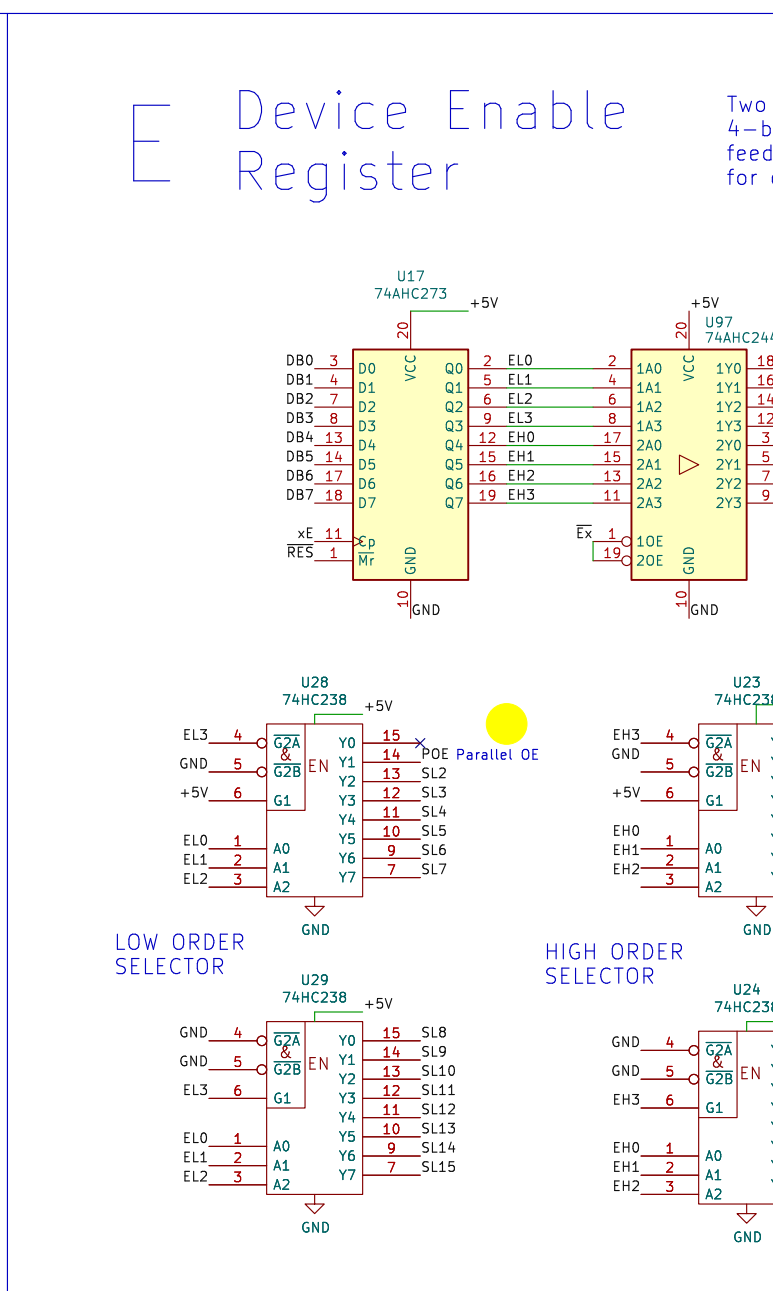 E
Device Enable
Register
Two
4-b
feed
for
U17
74AHC273
+5V
20
VCC
DB0 3 D0 Q0 2 EL0
DB1 4 D1 Q1 5 EL1
DB2 7 D2 Q2 6 EL2
DB3 8 D3 Q3 9 EL3
DB4 13 D4 Q4 12 EH0
DB5 14 D5 Q5 15 EH1
DB6 17 D6 Q6 16 EH2
DB7 18 D7 Q7 19 EH3
xE 11 Cp
RES 1 Mr
GND
10
GND
+5V
U97
74AHC244
20
VCC
2 1A0 1Y0 18
4 1A1 1Y1 16
6 1A2 1Y2 14
8 1A3 1Y3 12
17 2A0 2Y0 3
15 2A1 2Y1 5
13 2A2 2Y2 7
11 2A3 2Y3 9
Ex 1 1OE
19 2OE
GND
10
GND
U28
74HC238
+5V
EL3 4 G2A Y0 15
&
GND 5 G2B EN Y1 14 POE Parallel OE
Y2 13 SL2
+5V 6 G1 Y3 12 SL3
Y4 11 SL4
EL0 1 A0 Y5 10 SL5
EL1 2 A1 Y6 9 SL6
EL2 3 A2 Y7 7 SL7
GND
U23
74HC238
EH3 4 G2A
&
GND 5 G2B EN
+5V 6 G1
EH0 1 A0
EH1 2 A1
EH2 3 A2
GND
LOW ORDER
SELECTOR
HIGH ORDER
SELECTOR
U29
74HC238
+5V
GND 4 G2A Y0 15 SL8
&
GND 5 G2B EN Y1 14 SL9
Y2 13 SL10
EL3 6 G1 Y3 12 SL11
Y4 11 SL12
EL0 1 A0 Y5 10 SL13
EL1 2 A1 Y6 9 SL14
EL2 3 A2 Y7 7 SL15
GND
U24
74HC238
GND 4 G2A
&
GND 5 G2B EN
EH3 6 G1
EH0 1 A0
EH1 2 A1
EH2 3 A2
GND